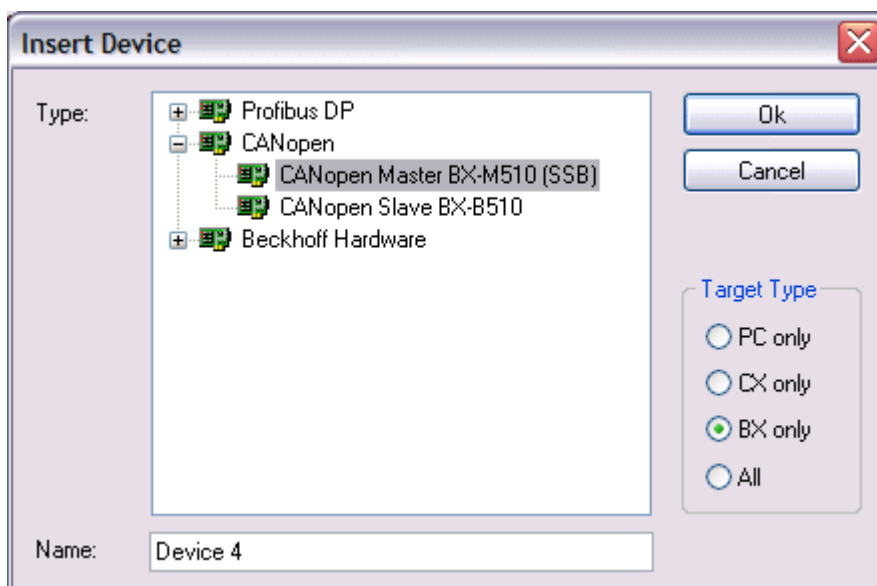 Insert Device
Type:
Profibus DP
CANopen
CANopen Master BX-M510 (SSB)
CANopen Slave BX-B510
Beckhoff Hardware
Ok
Cancel
Target Type
PC only
CX only
BX only
All
Name:
Device 4